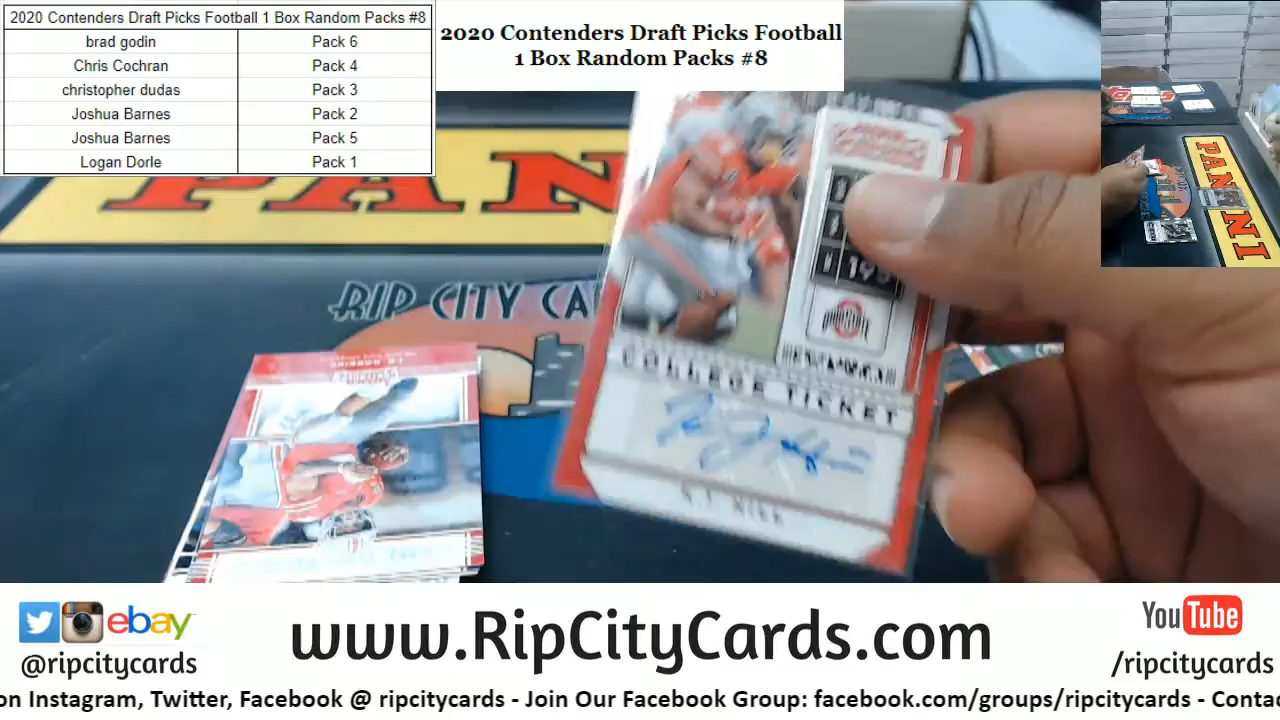 2020 Contenders Draft Picks Football 1 Box Random Packs #8
brad godin Pack 6
Chris Cochran Pack 4
christopher dudas Pack 3
Joshua Barnes Pack 2
Joshua Barnes Pack 5
Logan Dorle Pack 1
2020 Contenders Draft Picks Football
1 Box Random Packs #8
PANI
PANINI
RIP CITY CA
COLLEGE TICKET
ebay
@ripcitycards
www.RipCityCards.com
YouTube
/ripcitycards
on Instagram, Twitter, Facebook @ ripcitycards - Join Our Facebook Group: facebook.com/groups/ripcitycards - Contac